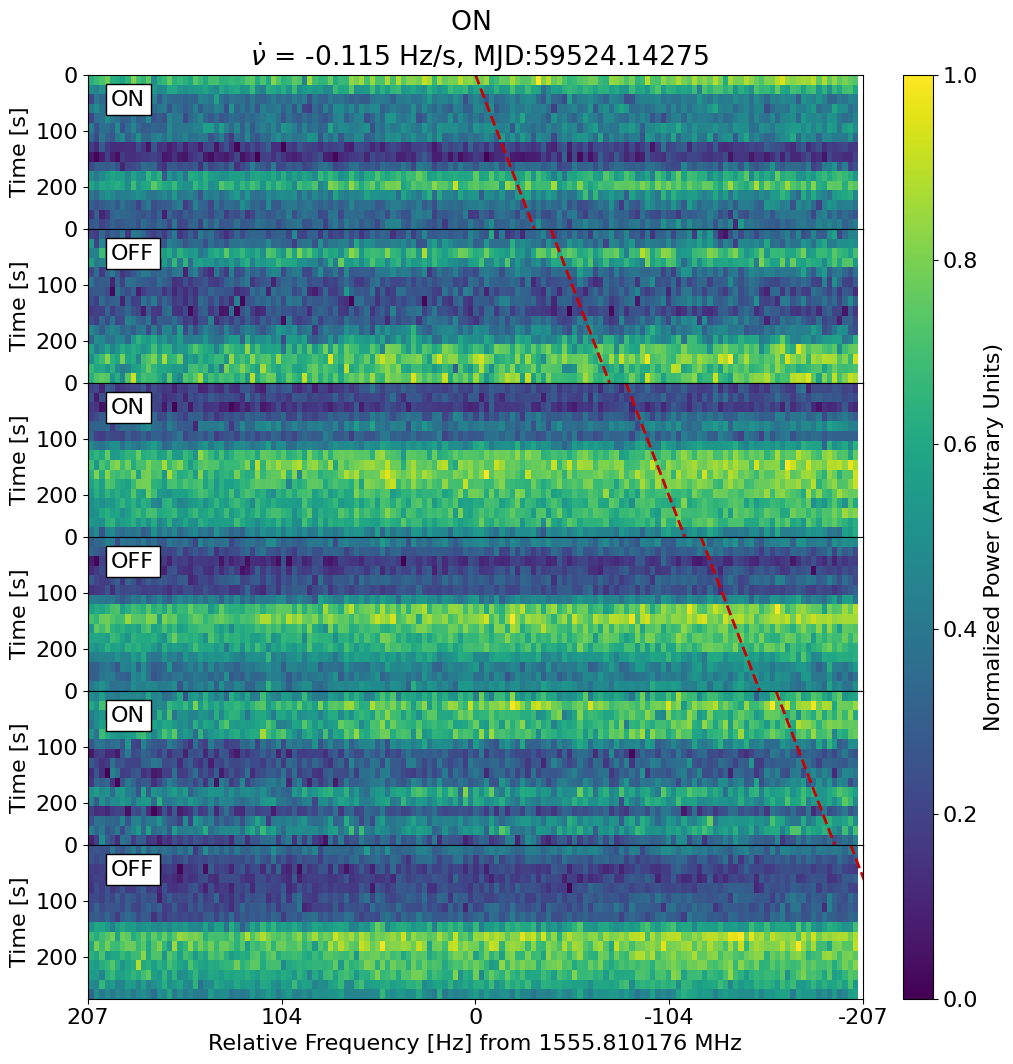 ON
ν̇ = -0.115 Hz/s, MJD:59524.14275
0
ON
100
200
Time [s]
0
OFF
100
200
Time [s]
0
ON
100
200
Time [s]
0
OFF
100
200
Time [s]
0
ON
100
200
Time [s]
0
OFF
100
200
Time [s]
207 104 0 -104 -207
Relative Frequency [Hz] from 1555.810176 MHz
1.0
0.8
0.6
0.4
0.2
0.0
Normalized Power (Arbitrary Units)